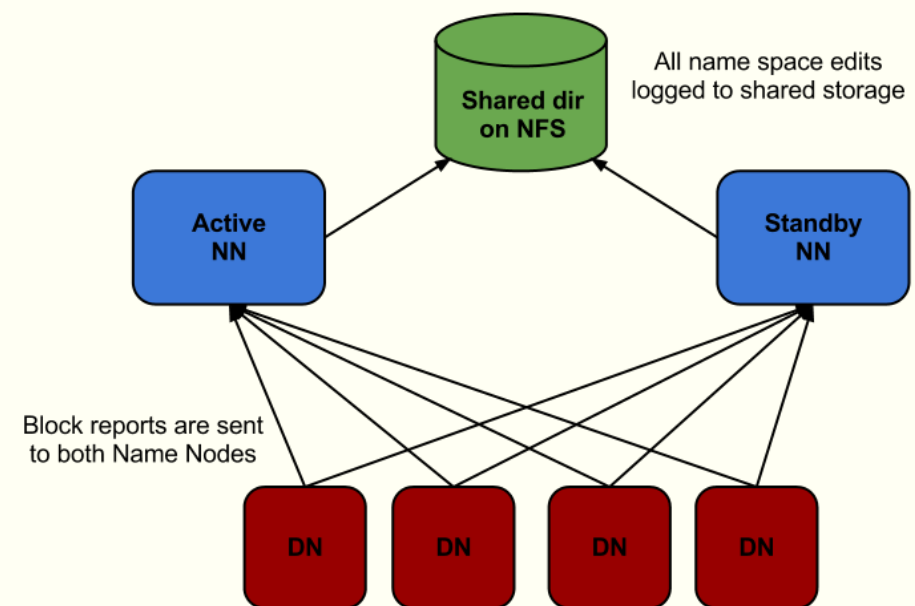 All name space edits
logged to shared storage
Shared dir
on NFS
Active
NN
Standby
NN
Block reports are sent
to both Name Nodes
DN
DN
DN
DN